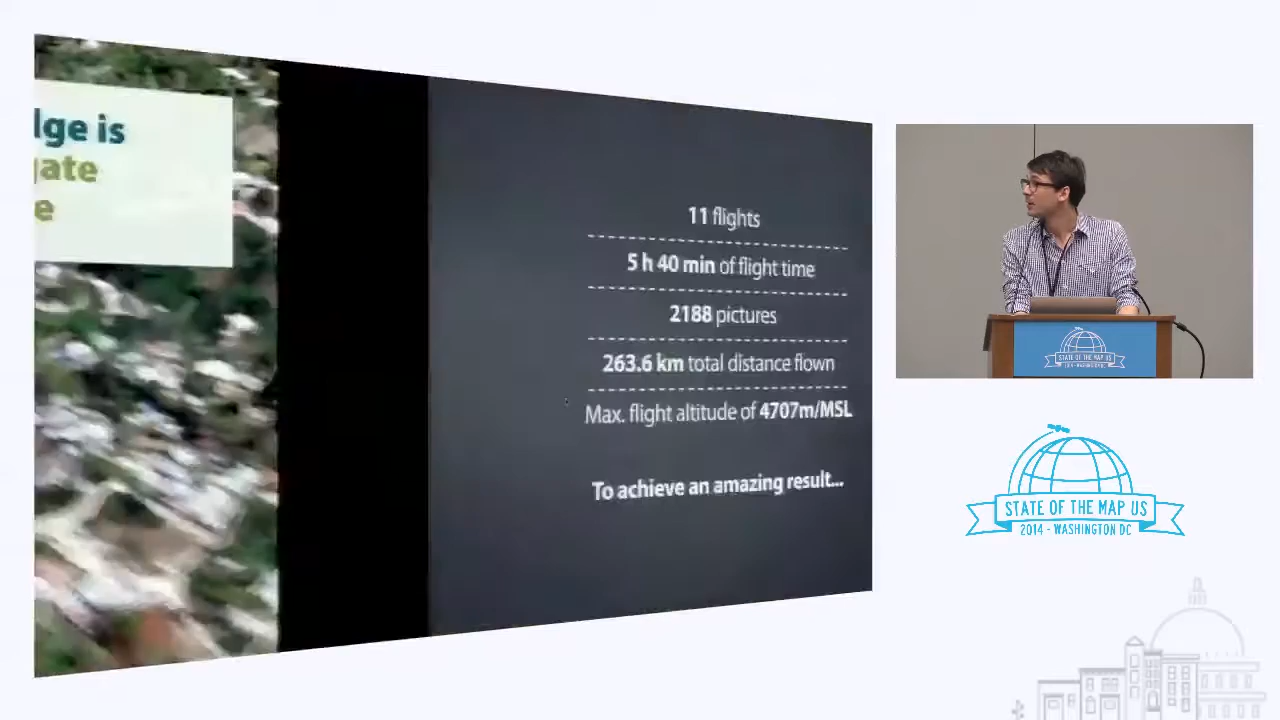 lge is
gate
e
11 flights
5 h 40 min of flight time
2188 pictures
263.6 km total distance flown
Max. flight altitude of 4707m/MSL
To achieve an amazing result...
STATE OF THE MAP US
STATE OF THE MAP US
2014 - WASHINGTON DC